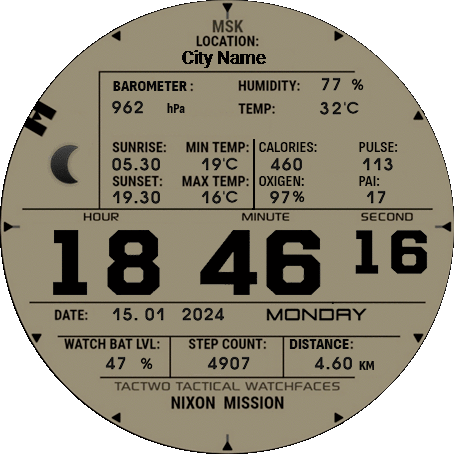 MSK
LOCATION:
City Name
BAROMETER: HUMIDITY: 77 %
962 hPa TEMP: 32°C
M
SUNRISE: MIN TEMP: CALORIES: PULSE:
05.30 19°C 460 113
SUNSET: MAX TEMP: OXIGEN: PAI:
19.30 16°C 97% 17
HOUR MINUTE SECOND
18 46 16
DATE: 15. 01 2024 MONDAY
WATCH BAT LVL: STEP COUNT: DISTANCE:
47 % 4907 4.60 KM
TACTWO TACTICAL WATCHFACES
NIXON MISSION